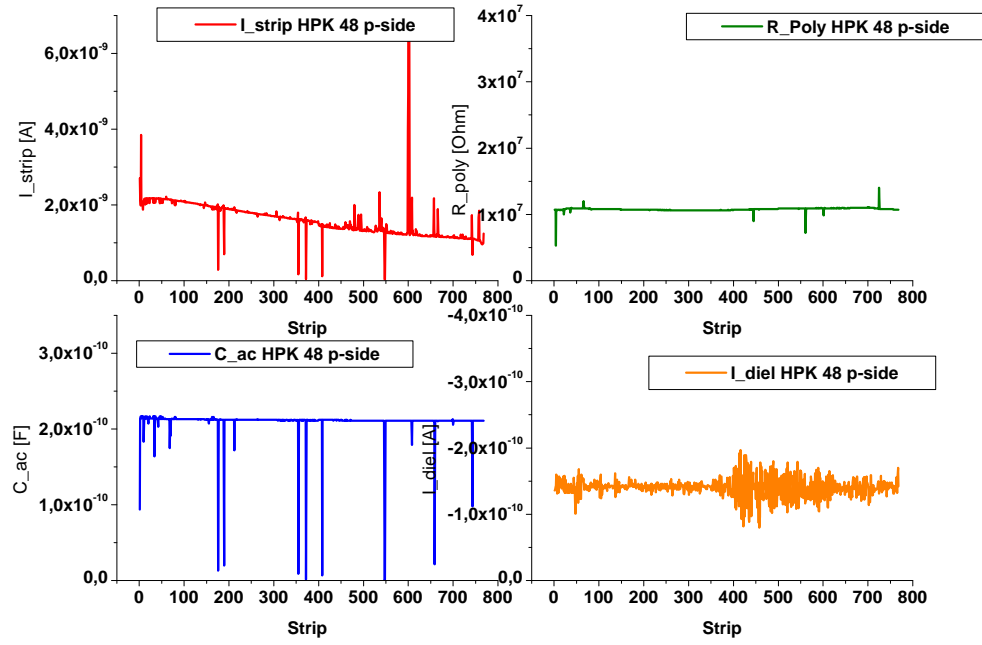 I_strip HPK 48 p-side
6,0x10⁻⁹
4,0x10⁻⁹
2,0x10⁻⁹
0,0
I_strip [A]
0 100 200 300 400 500 600 700 800
Strip
R_Poly HPK 48 p-side
4x10⁷
3x10⁷
2x10⁷
1x10⁷
0
R_poly [Ohm]
0 100 200 300 400 500 600 700 800
Strip
C_ac HPK 48 p-side
3,0x10⁻¹⁰
2,0x10⁻¹⁰
1,0x10⁻¹⁰
0,0
C_ac [F]
0 100 200 300 400 500 600 700 800
Strip
I_diel HPK 48 p-side
-4,0x10⁻¹⁰
-3,0x10⁻¹⁰
-2,0x10⁻¹⁰
-1,0x10⁻¹⁰
0,0
I_diel [A]
0 100 200 300 400 500 600 700 800
Strip